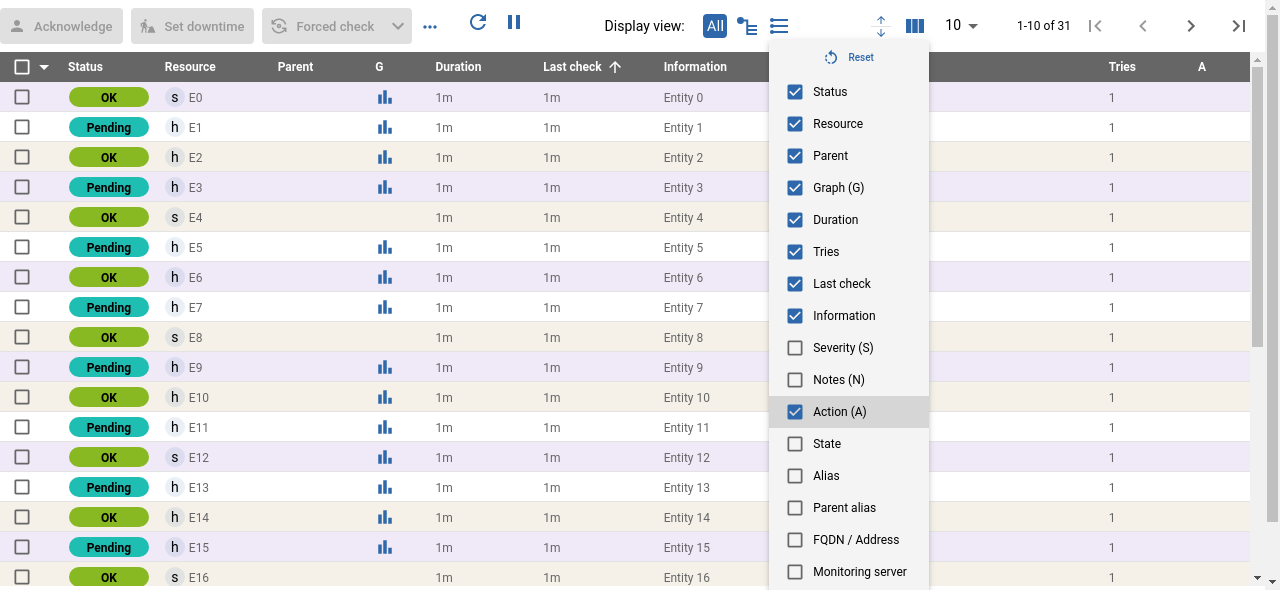 Acknowledge Set downtime Forced check Display view: All 10 1-10 of 31
Reset
Status Resource Parent G Duration Last check Information Tries A
OK s E0 1m 1m Entity 0 1
Pending h E1 1m 1m Entity 1 1
OK h E2 1m 1m Entity 2 1
Pending h E3 1m 1m Entity 3 1
OK s E4 1m 1m Entity 4 1
Pending h E5 1m 1m Entity 5 1
OK h E6 1m 1m Entity 6 1
Pending h E7 1m 1m Entity 7 1
OK s E8 1m 1m Entity 8 1
Pending h E9 1m 1m Entity 9 1
OK h E10 1m 1m Entity 10 1
Pending h E11 1m 1m Entity 11 1
OK s E12 1m 1m Entity 12 1
Pending h E13 1m 1m Entity 13 1
OK h E14 1m 1m Entity 14 1
Pending h E15 1m 1m Entity 15 1
OK s E16 1m 1m Entity 16 1
Status
Resource
Parent
Graph (G)
Duration
Tries
Last check
Information
Severity (S)
Notes (N)
Action (A)
State
Alias
Parent alias
FQDN / Address
Monitoring server